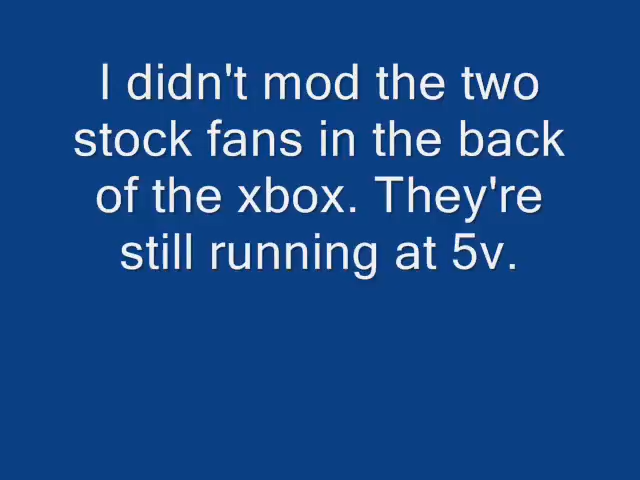 I didn't mod the two
stock fans in the back
of the xbox. They're
still running at 5v.